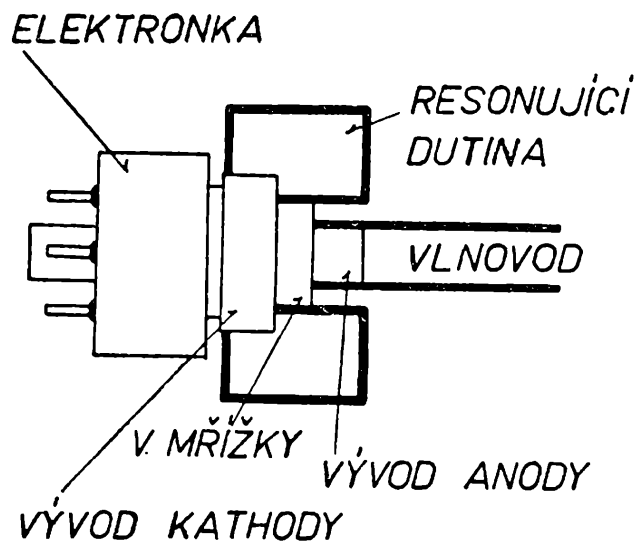 ELEKTRONKA
RESONUJÍCÍ
DUTINA
VLNOVOD
V. MŘÍŽKY
VÝVOD ANODY
VÝVOD KATHODY